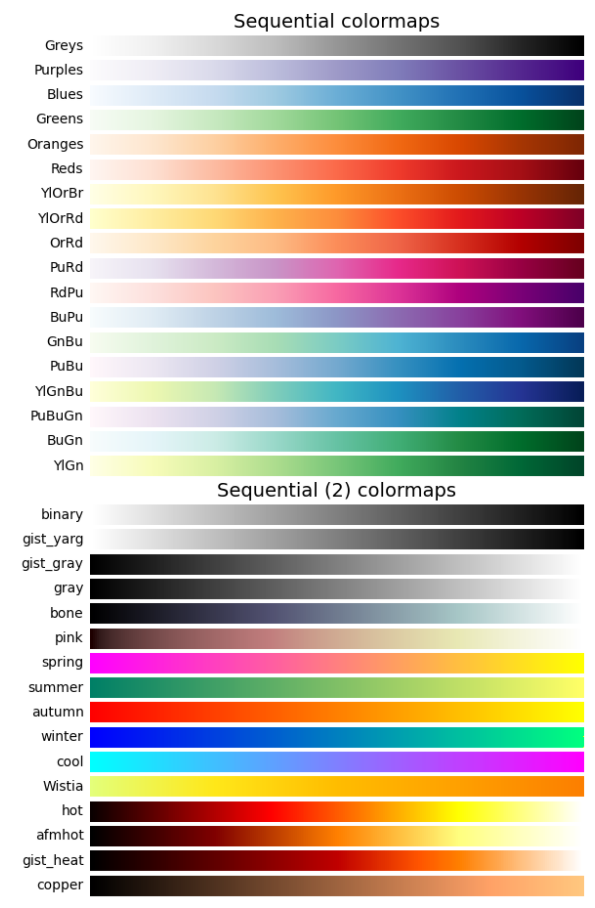 Sequential colormaps
Greys
Purples
Blues
Greens
Oranges
Reds
YlOrBr
YlOrRd
OrRd
PuRd
RdPu
BuPu
GnBu
PuBu
YlGnBu
PuBuGn
BuGn
YlGn
Sequential (2) colormaps
binary
gist_yarg
gist_gray
gray
bone
pink
spring
summer
autumn
winter
cool
Wistia
hot
afmhot
gist_heat
copper